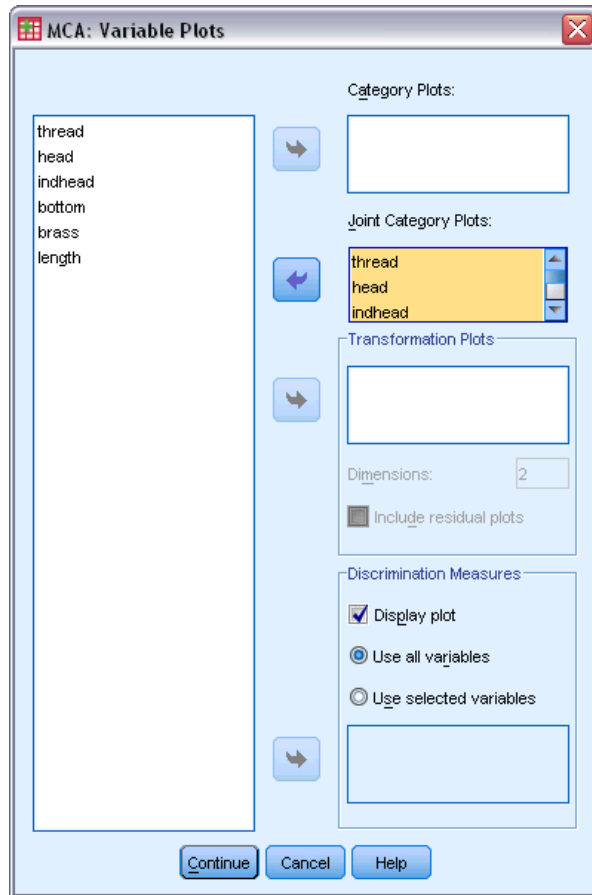 MCA: Variable Plots
thread
head
indhead
bottom
brass
length
Category Plots:
Joint Category Plots:
thread
head
indhead
Transformation Plots
Dimensions:
2
Include residual plots
Discrimination Measures
Display plot
Use all variables
Use selected variables
Continue
Cancel
Help